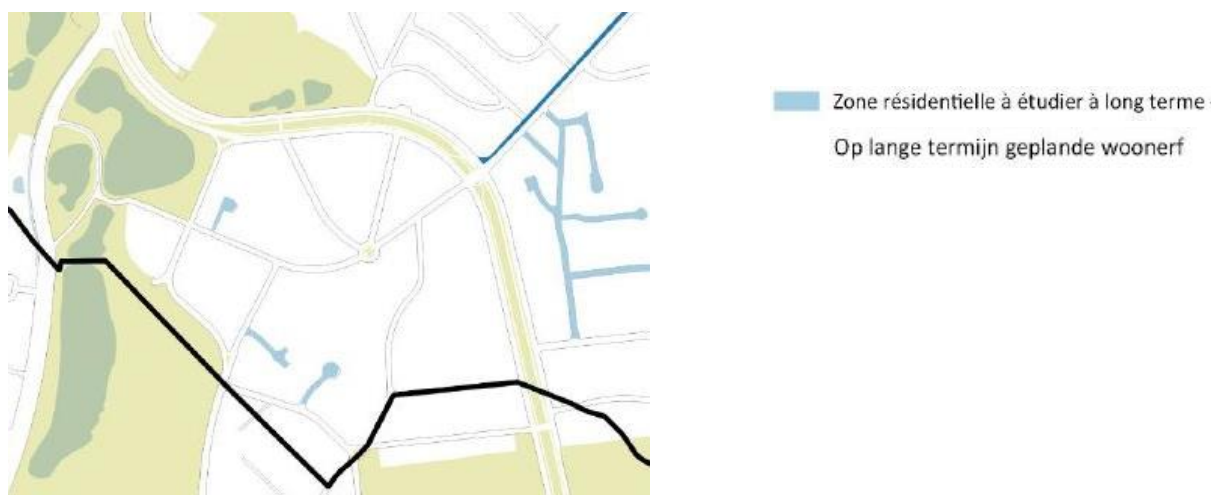 Zone résidentielle à étudier à long terme -
Op lange termijn geplande woonerf